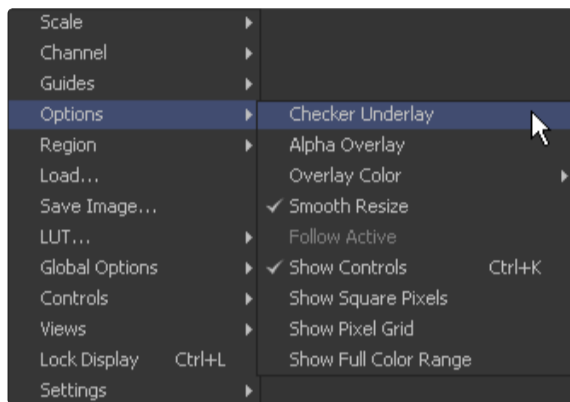 Scale
Channel
Guides
Options
Region
Load...
Save Image...
LUT...
Global Options
Controls
Views
Lock Display Ctrl+L
Settings
Checker Underlay
Alpha Overlay
Overlay Color
Smooth Resize
Follow Active
Show Controls Ctrl+K
Show Square Pixels
Show Pixel Grid
Show Full Color Range